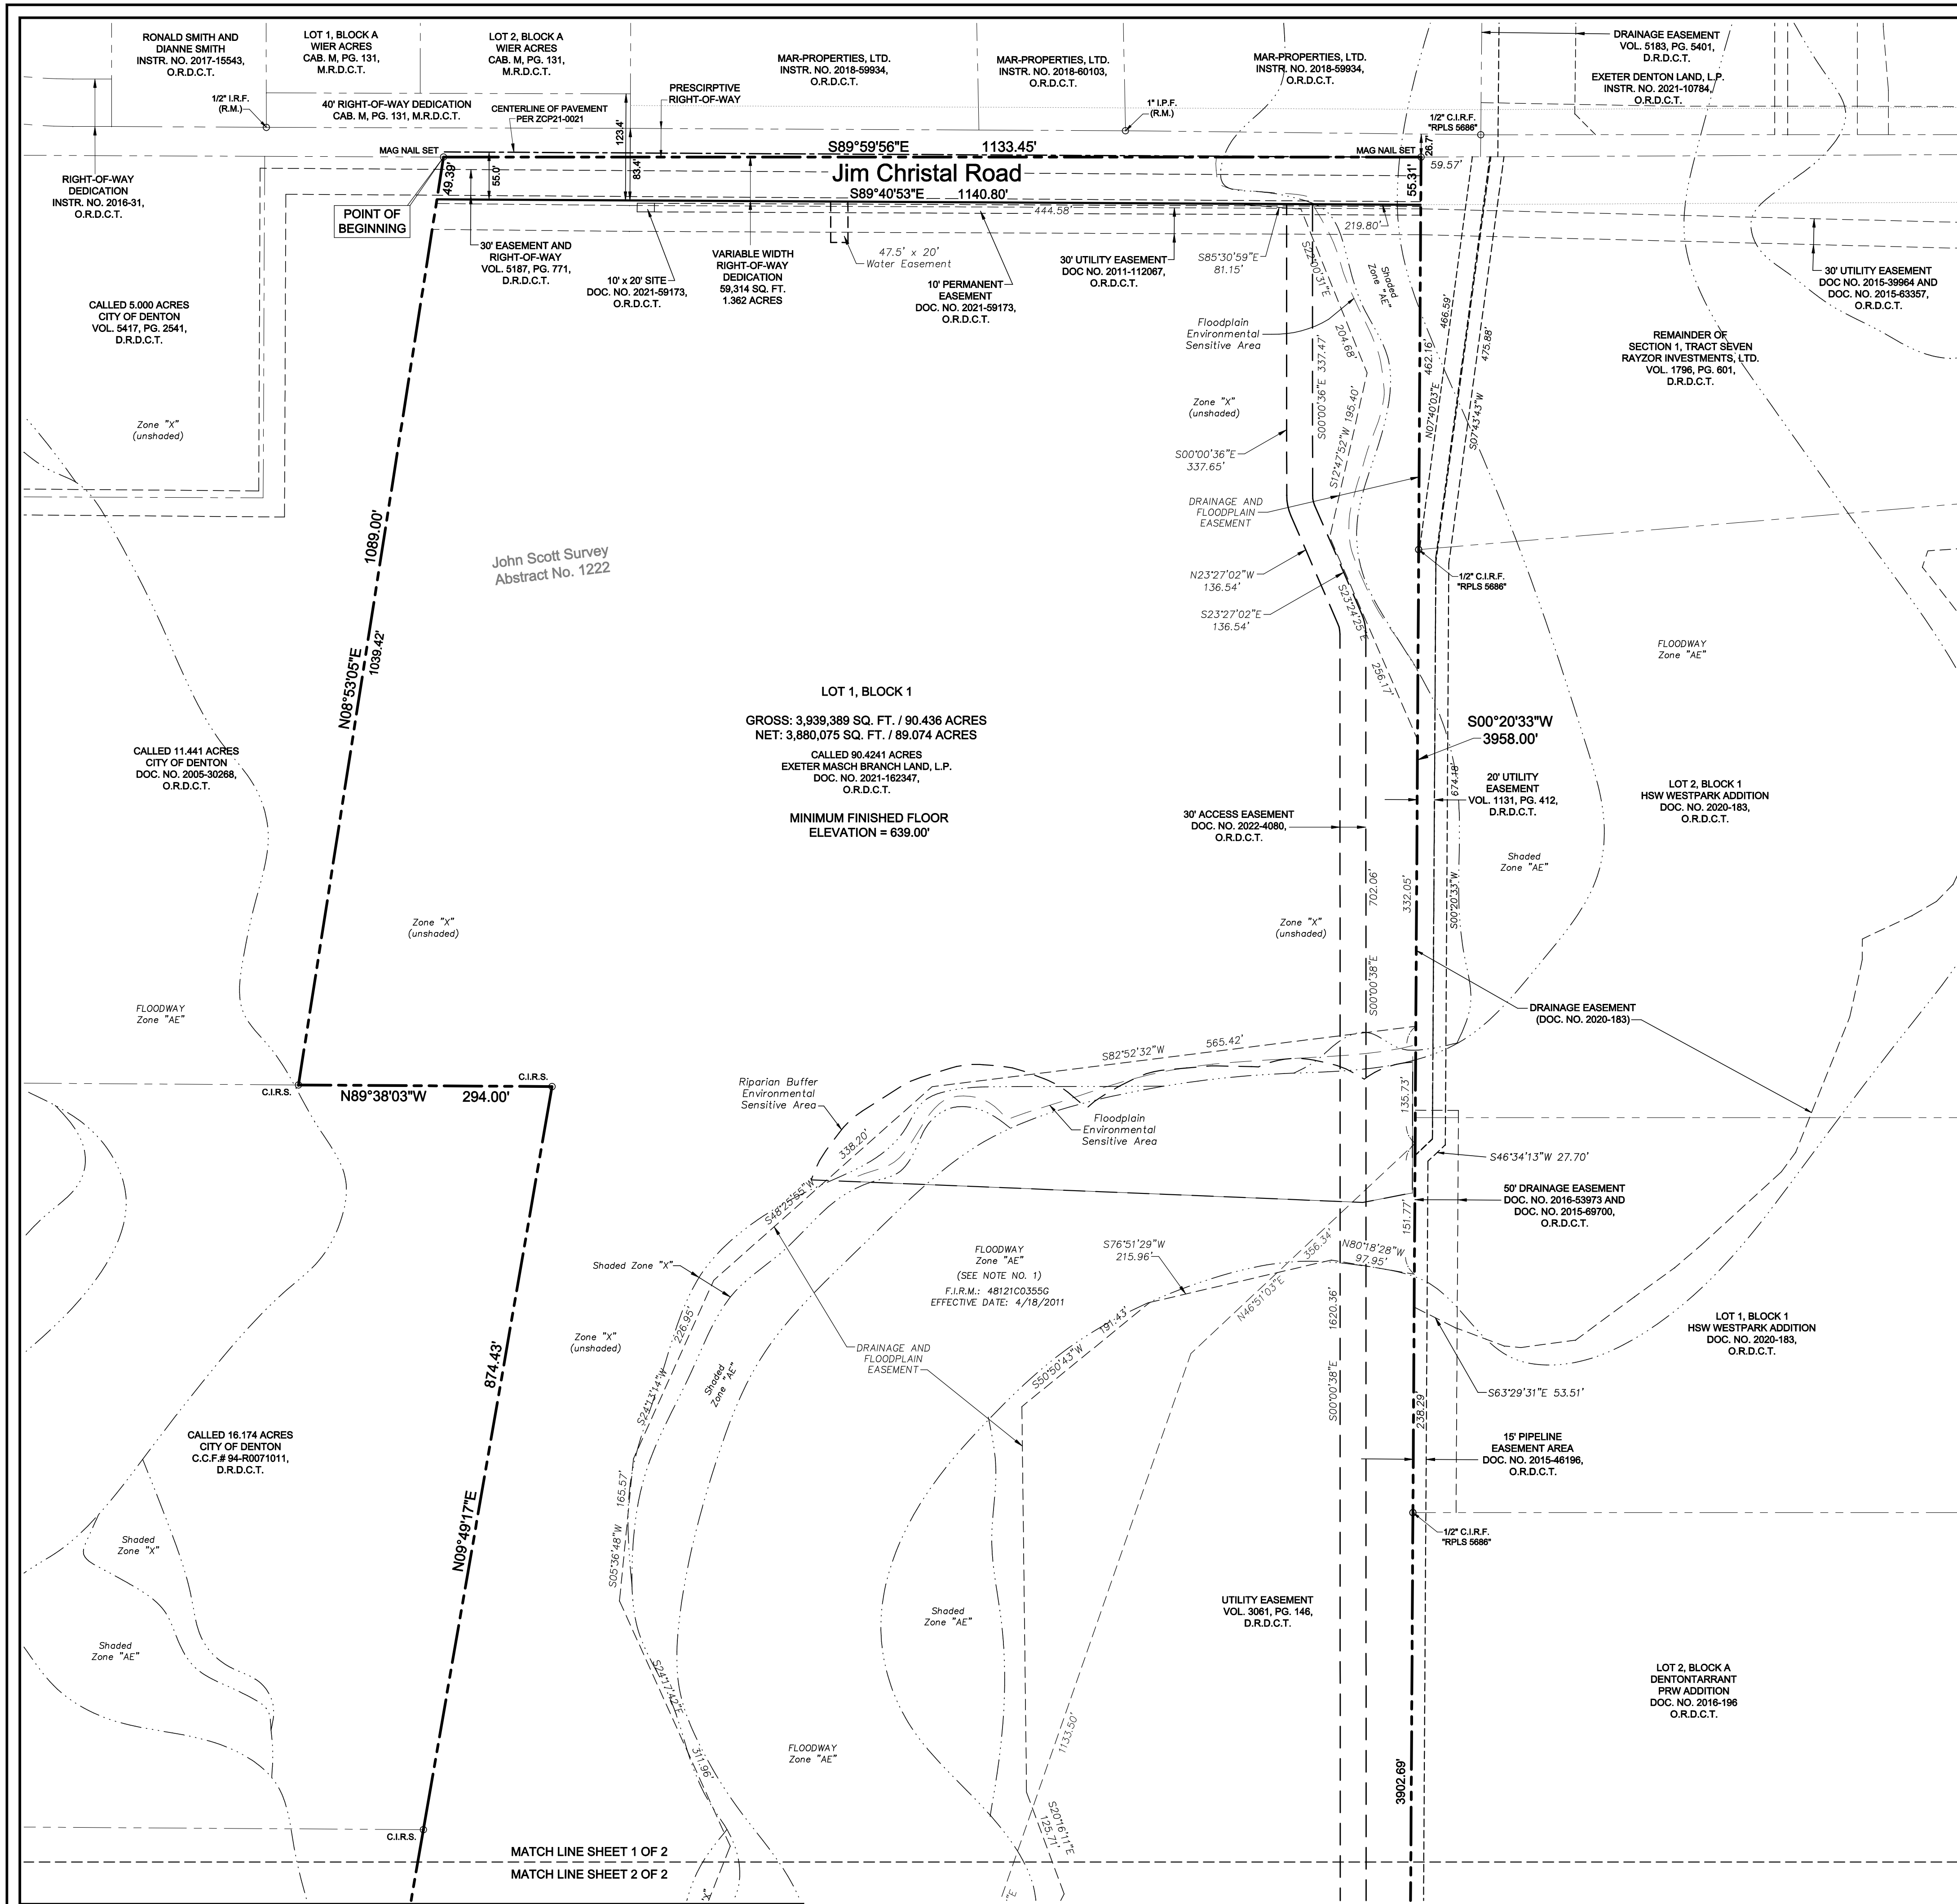 RONALD SMITH AND
DIANNE SMITH
INSTR. NO. 2017-15543,
O.R.D.C.T.
LOT 1, BLOCK A
WIER ACRES
CAB. M, PG. 131,
M.R.D.C.T.
LOT 2, BLOCK A
WIER ACRES
CAB. M, PG. 131,
M.R.D.C.T.
MAR-PROPERTIES, LTD.
INSTR. NO. 2018-59934,
O.R.D.C.T.
MAR-PROPERTIES, LTD.
INSTR. NO. 2018-60103,
O.R.D.C.T.
MAR-PROPERTIES, LTD.
INSTR. NO. 2018-59934,
O.R.D.C.T.
DRAINAGE EASEMENT
VOL. 5183, PG. 5401,
D.R.D.C.T.
EXETER DENTON LAND, L.P.
INSTR. NO. 2021-10784,
O.R.D.C.T.
1/2" I.R.F.
(R.M.)
40' RIGHT-OF-WAY DEDICATION
CAB. M, PG. 131, M.R.D.C.T.
CENTERLINE OF PAVEMENT
PER ZCP21-0021
PRESCIRPTIVE
RIGHT-OF-WAY
123.4'
83.4'
1" I.P.F.
(R.M.)
1/2" C.I.R.F.
"RPLS 5686"
26.7'
59.57'
MAG NAIL SET
S89°59'56"E 1133.45'
MAG NAIL SET
Jim Christal Road
S89°40'53"E 1140.80'
49.39'
55.0'
55.31'
RIGHT-OF-WAY
DEDICATION
INSTR. NO. 2016-31,
O.R.D.C.T.
POINT OF
BEGINNING
444.58'
219.80'
30' EASEMENT AND
RIGHT-OF-WAY
VOL. 5187, PG. 771,
D.R.D.C.T.
10' x 20' SITE
DOC. NO. 2021-59173,
O.R.D.C.T.
VARIABLE WIDTH
RIGHT-OF-WAY
DEDICATION
59,314 SQ. FT.
1.362 ACRES
47.5' x 20'
Water Easement
10' PERMANENT
EASEMENT
DOC. NO. 2021-59173,
O.R.D.C.T.
30' UTILITY EASEMENT
DOC NO. 2011-112067,
O.R.D.C.T.
S85°30'59"E
81.15'
S22°00'31"E
204.68'
Shaded
Zone "AE"
30' UTILITY EASEMENT
DOC NO. 2015-39964 AND
DOC. NO. 2015-63357,
O.R.D.C.T.
CALLED 5.000 ACRES
CITY OF DENTON
VOL. 5417, PG. 2541,
D.R.D.C.T.
Floodplain
Environmental
Sensitive Area
REMAINDER OF
SECTION 1, TRACT SEVEN
RAYZOR INVESTMENTS, LTD.
VOL. 1796, PG. 601,
D.R.D.C.T.
S00°00'36"E 337.47'
S12°47'52"W 195.40'
462.16'
N07°40'03"E 466.59'
S07°43'43"W
475.88'
Zone "X"
(unshaded)
Zone "X"
(unshaded)
S00°00'36"E
337.65'
DRAINAGE AND
FLOODPLAIN
EASEMENT
1089.00'
John Scott Survey
Abstract No. 1222
N23°27'02"W
136.54'
S23°27'02"E
136.54'
S23°24'25"E
256.17'
1/2" C.I.R.F.
"RPLS 5686"
N08°53'05"E
1039.42'
FLOODWAY
Zone "AE"
LOT 1, BLOCK 1
GROSS: 3,939,389 SQ. FT. / 90.436 ACRES
NET: 3,880,075 SQ. FT. / 89.074 ACRES
CALLED 90.4241 ACRES
EXETER MASCH BRANCH LAND, L.P.
DOC. NO. 2021-162347,
O.R.D.C.T.
MINIMUM FINISHED FLOOR
ELEVATION = 639.00'
S00°20'33"W
3958.00'
CALLED 11.441 ACRES
CITY OF DENTON
DOC. NO. 2005-30268,
O.R.D.C.T.
20' UTILITY
EASEMENT
VOL. 1131, PG. 412,
D.R.D.C.T.
LOT 2, BLOCK 1
HSW WESTPARK ADDITION
DOC. NO. 2020-183,
O.R.D.C.T.
30' ACCESS EASEMENT
DOC. NO. 2022-4080,
O.R.D.C.T.
674.18'
S00°20'33"W
Shaded
Zone "AE"
702.06'
S00°00'38"E
332.05'
Zone "X"
(unshaded)
Zone "X"
(unshaded)
FLOODWAY
Zone "AE"
DRAINAGE EASEMENT
(DOC. NO. 2020-183)
S82°52'32"W 565.42'
C.I.R.S.
C.I.R.S.
N89°38'03"W 294.00'
Riparian Buffer
Environmental
Sensitive Area
Floodplain
Environmental
Sensitive Area
135.73'
338.20'
S48°25'55"W
S46°34'13"W 27.70'
50' DRAINAGE EASEMENT
DOC. NO. 2016-53973 AND
DOC. NO. 2015-69700,
O.R.D.C.T.
151.77'
Shaded Zone "X"
FLOODWAY
Zone "AE"
(SEE NOTE NO. 1)
F.I.R.M.: 48121C0355G
EFFECTIVE DATE: 4/18/2011
S76°51'29"W
215.96'
356.34'
N46°51'03"E
N80°18'28"W
97.95'
226.95'
S24°13'14"W
Zone "X"
(unshaded)
Shaded
Zone "AE"
DRAINAGE AND
FLOODPLAIN
EASEMENT
191.43'
S50°50'43"W
1620.36'
S00°00'38"E
LOT 1, BLOCK 1
HSW WESTPARK ADDITION
DOC. NO. 2020-183,
O.R.D.C.T.
S63°29'31"E 53.51'
238.29'
874.43'
N09°49'17"E
CALLED 16.174 ACRES
CITY OF DENTON
C.C.F.# 94-R0071011,
D.R.D.C.T.
15' PIPELINE
EASEMENT AREA
DOC. NO. 2015-46196,
O.R.D.C.T.
S05°36'48"W 165.57'
1/2" C.I.R.F.
"RPLS 5686"
Shaded
Zone "X"
Shaded
Zone "AE"
Shaded
Zone "AE"
UTILITY EASEMENT
VOL. 3061, PG. 146,
D.R.D.C.T.
LOT 2, BLOCK A
DENTONTARRANT
PRW ADDITION
DOC. NO. 2016-196
O.R.D.C.T.
S24°17'42"E
311.96'
FLOODWAY
Zone "AE"
1133.50'
S20°16'11"E
125.71'
3902.69'
C.I.R.S.
MATCH LINE SHEET 1 OF 2
MATCH LINE SHEET 2 OF 2
"X"
"E